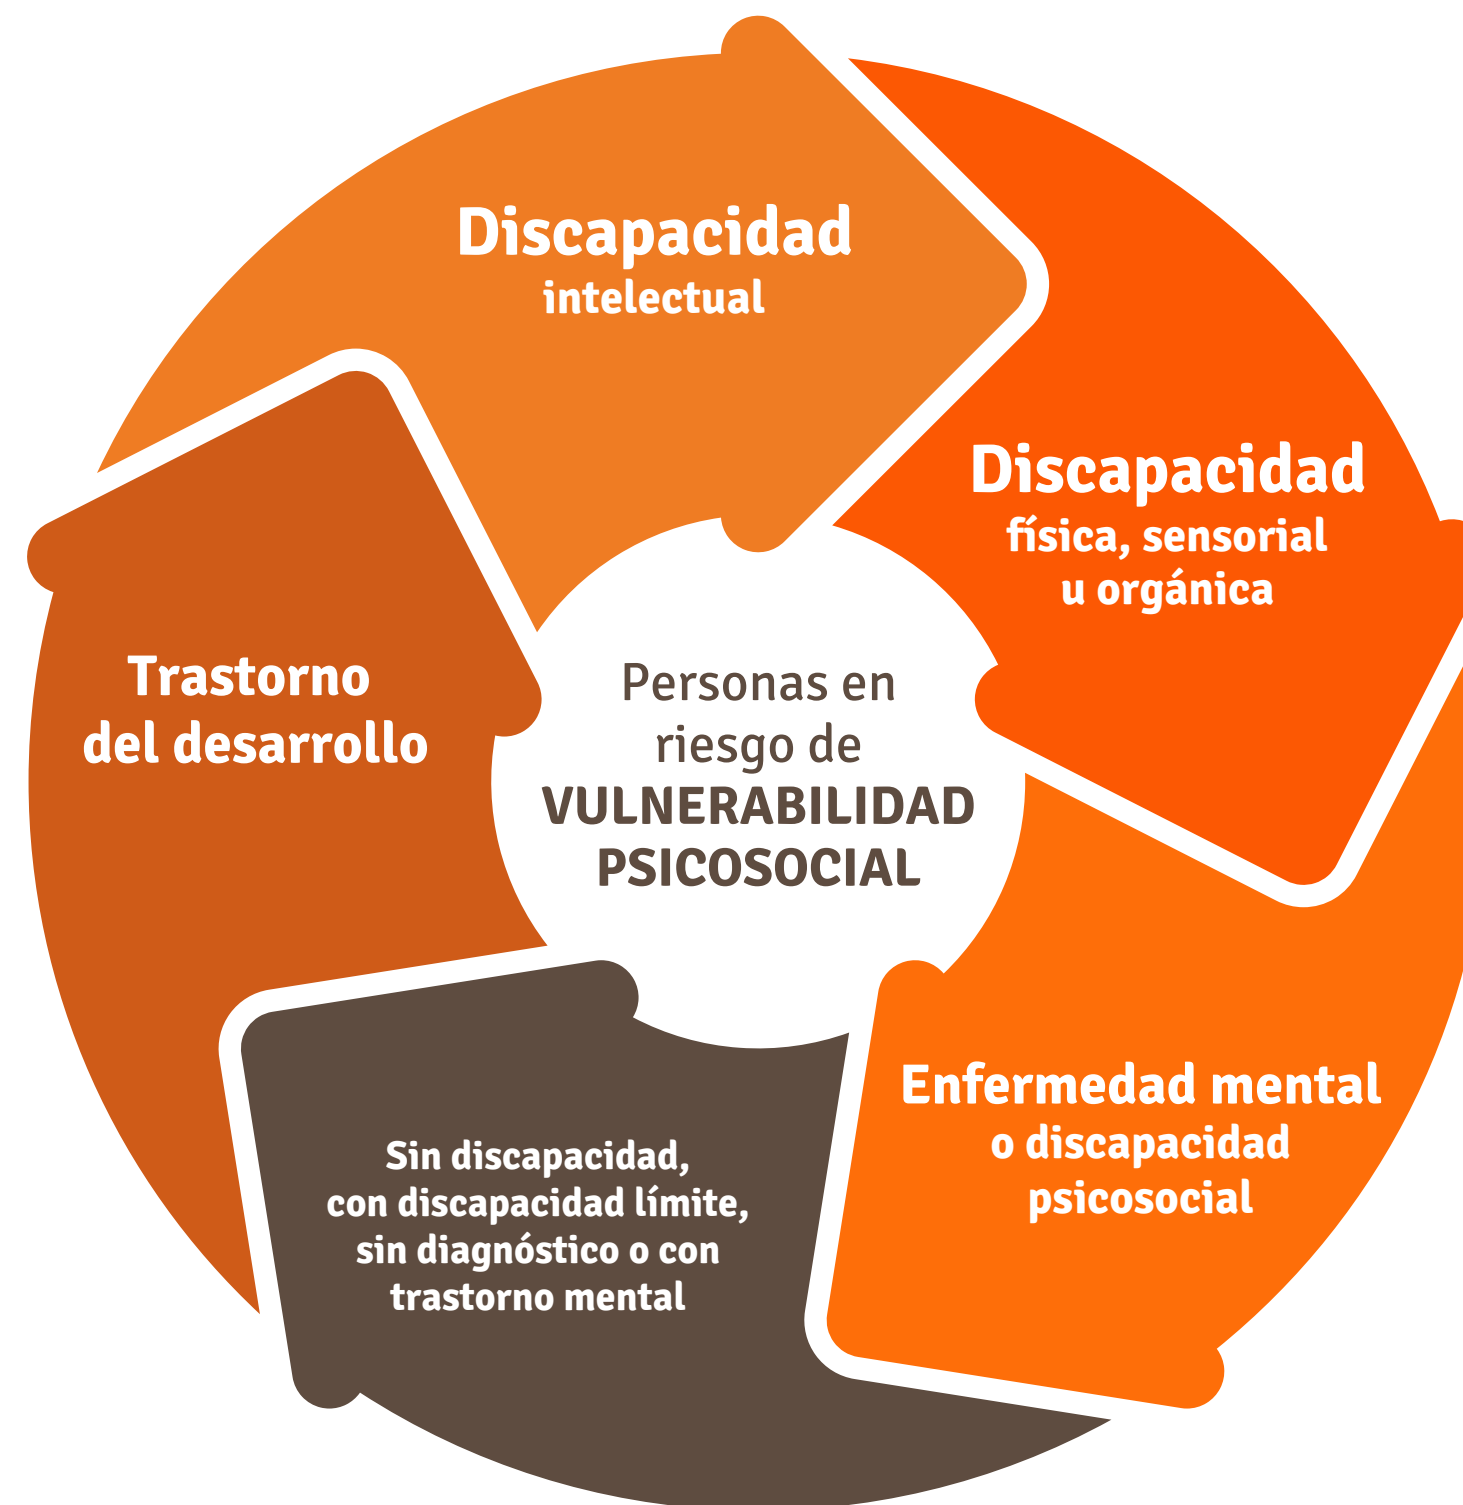 Discapacidad
intelectual
Discapacidad
física, sensorial
u orgánica
Trastorno
del desarrollo
Personas en
riesgo de
VULNERABILIDAD
PSICOSOCIAL
Enfermedad mental
o discapacidad
psicosocial
Sin discapacidad,
con discapacidad límite,
sin diagnóstico o con
trastorno mental